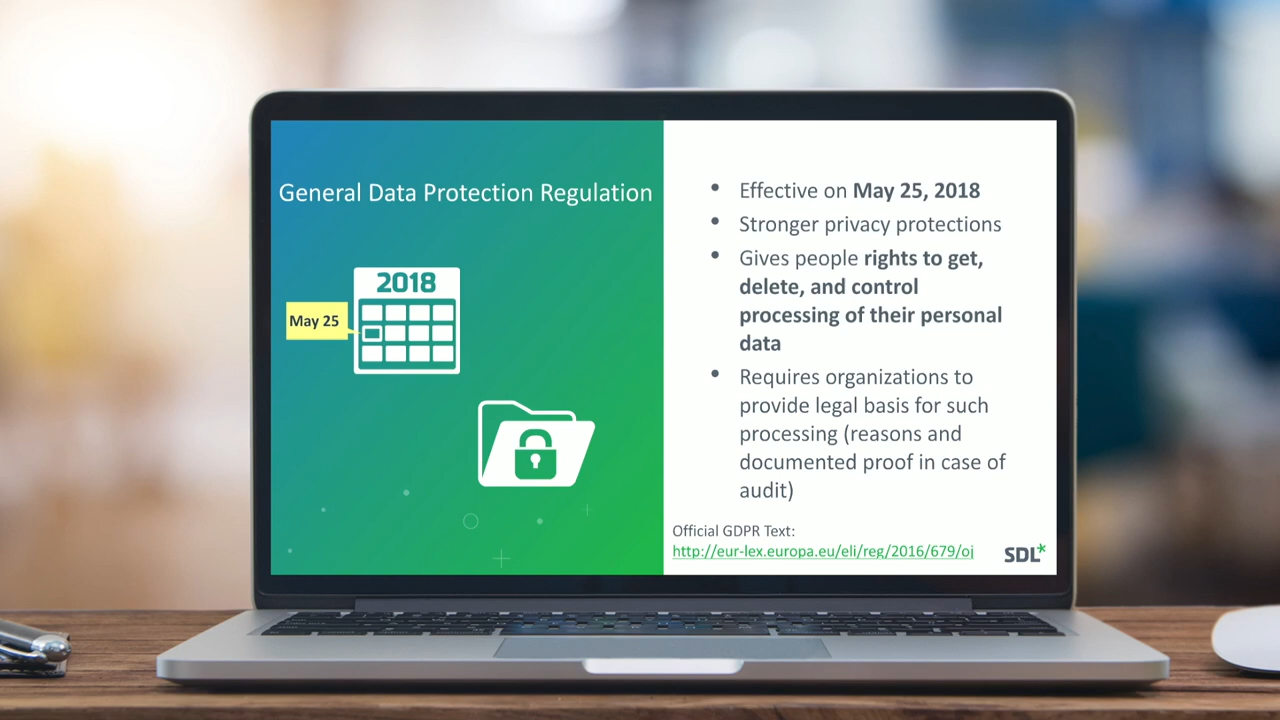 General Data Protection Regulation
2018
May 25
• Effective on May 25, 2018
• Stronger privacy protections
• Gives people rights to get,
delete, and control
processing of their personal
data
• Requires organizations to
provide legal basis for such
processing (reasons and
documented proof in case of
audit)
Official GDPR Text:
http://eur-lex.europa.eu/eli/reg/2016/679/oj
SDL*